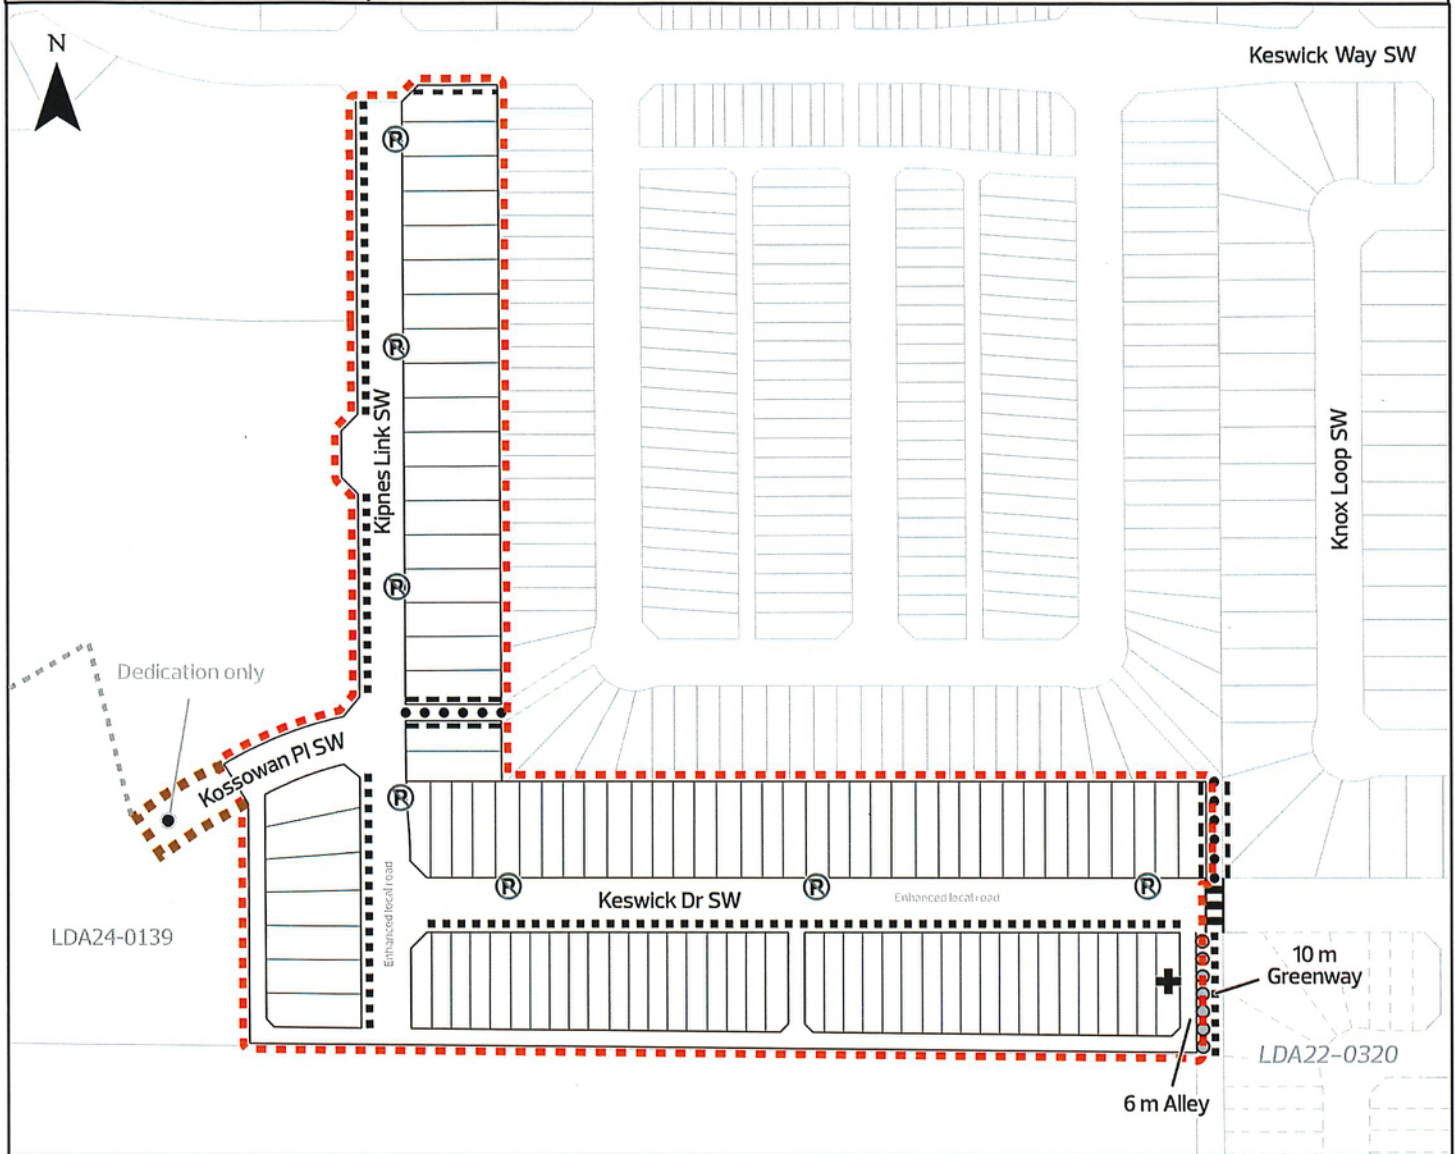 N
Keswick Way SW
R
R
Kipnes Link SW
Knox Loop SW
R
Dedication only
Kossowan Pl SW
R
R
R
R
Keswick Dr SW
Enhanced local road
Enhanced local road
LDA24-0139
10 m
Greenway
LDA22-0320
6 m Alley